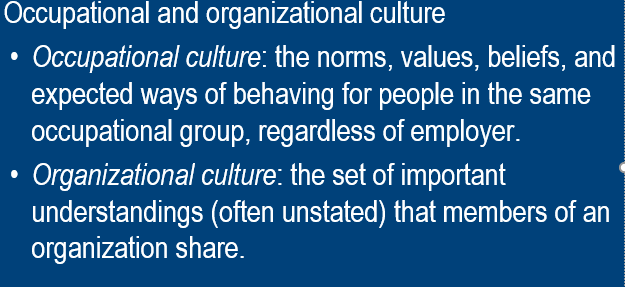 Occupational and organizational culture
• Occupational culture: the norms, values, beliefs, and
expected ways of behaving for people in the same
occupational group, regardless of employer.
• Organizational culture: the set of important
understandings (often unstated) that members of an
organization share.